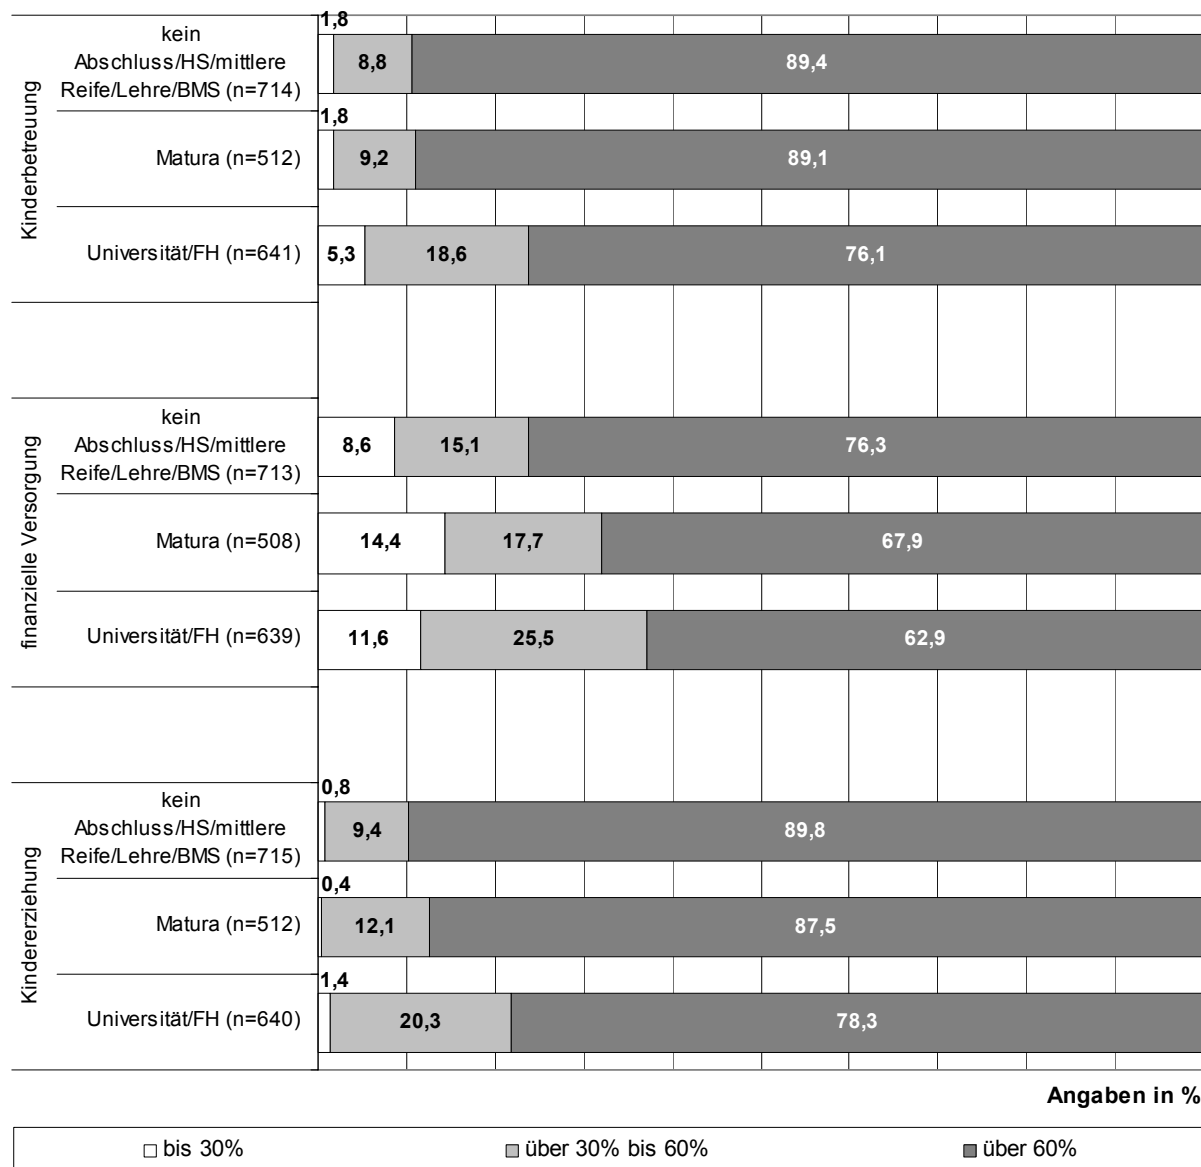 1,8
kein
Abschluss/HS/mittlere
Reife/Lehre/BMS (n=714)
8,8
89,4
1,8
Matura (n=512)
9,2
89,1
Universität/FH (n=641)
5,3
18,6
76,1
Kinderbetreuung
kein
Abschluss/HS/mittlere
Reife/Lehre/BMS (n=713)
8,6
15,1
76,3
Matura (n=508)
14,4
17,7
67,9
Universität/FH (n=639)
11,6
25,5
62,9
finanzielle Versorgung
0,8
kein
Abschluss/HS/mittlere
Reife/Lehre/BMS (n=715)
9,4
89,8
0,4
Matura (n=512)
12,1
87,5
1,4
Universität/FH (n=640)
20,3
78,3
Kindererziehung
Angaben in %
bis 30%
über 30% bis 60%
über 60%